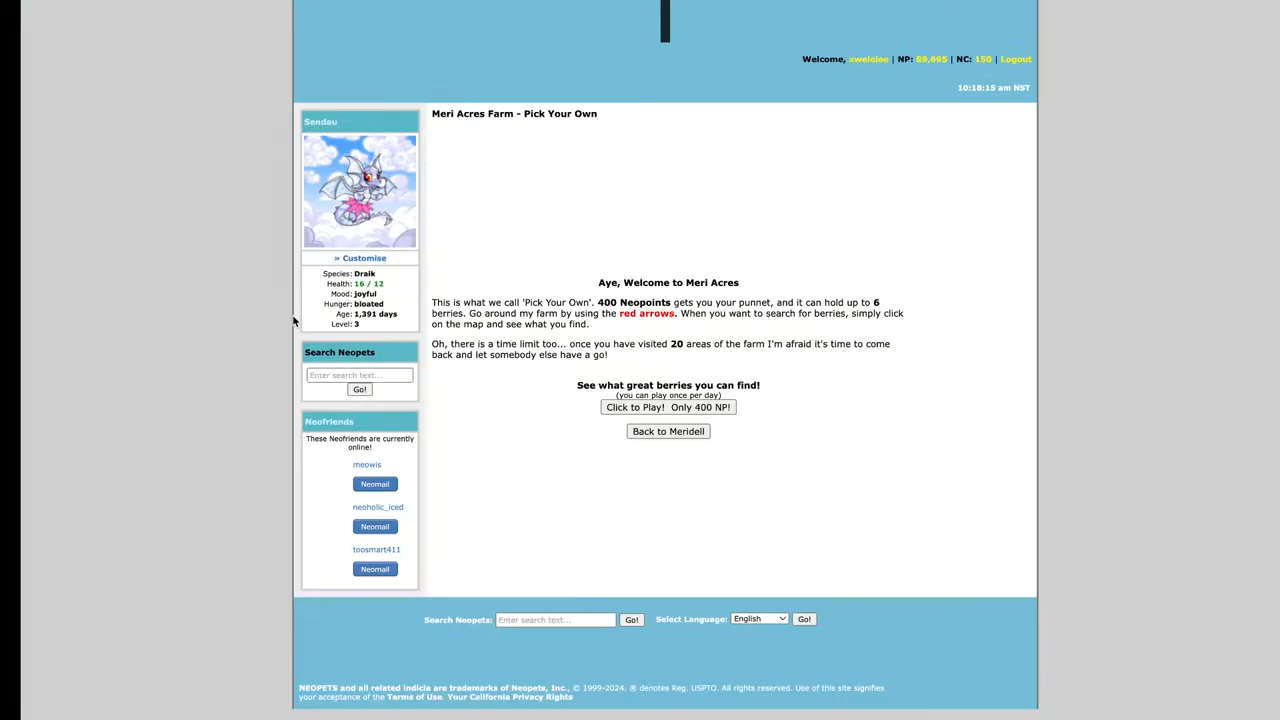 Welcome, xweielee | NP: 89,695 | NC: 150 | Logout
10:18:15 am NST
Sendau
» Customise
Species: Draik
Health: 16 / 12
Mood: joyful
Hunger: bloated
Age: 1,391 days
Level: 3
Search Neopets
Enter search text...
Go!
Neofriends
These Neofriends are currently
online!
meowis
Neomail
neoholic_iced
Neomail
toosmart411
Neomail
Meri Acres Farm - Pick Your Own
Aye, Welcome to Meri Acres
This is what we call 'Pick Your Own'. 400 Neopoints gets you your punnet, and it can hold up to 6
berries. Go around my farm by using the red arrows. When you want to search for berries, simply click
on the map and see what you find.
Oh, there is a time limit too... once you have visited 20 areas of the farm I'm afraid it's time to come
back and let somebody else have a go!
See what great berries you can find!
(you can play once per day)
Click to Play! Only 400 NP!
Back to Meridell
Search Neopets: Enter search text... Go! Select Language: English Go!
NEOPETS and all related indicia are trademarks of Neopets, Inc., © 1999-2024. ® denotes Reg. USPTO. All rights reserved. Use of this site signifies
your acceptance of the Terms of Use. Your California Privacy Rights